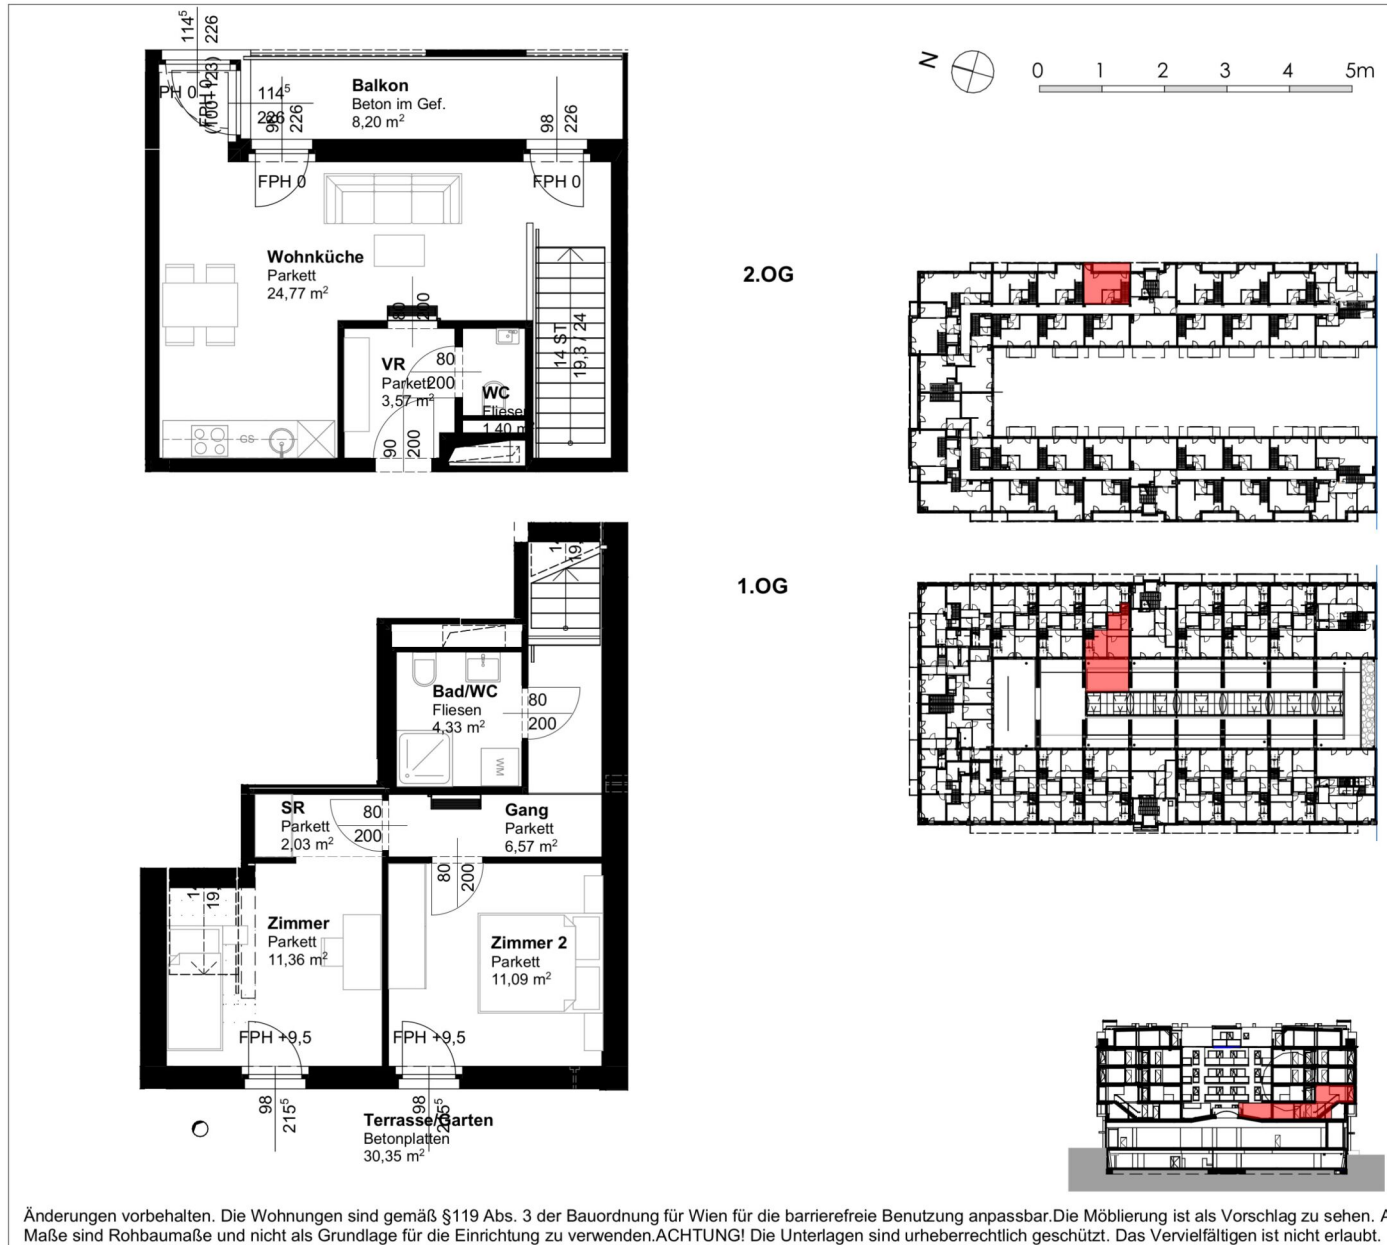 114⁵
226
N
0 1 2 3 4 5m
FPH 0
(100+123)
PH 0
114⁵
226
98
226
Balkon
Beton im Gef.
8,20 m²
98
226
FPH 0
FPH 0
Wohnküche
Parkett
24,77 m²
2.OG
80
200
VR
Parkett
3,57 m²
80
200
WC
Fliesen
1,40 m²
14 ST
19,3 / 24
GS
90
200
1.OG
Bad/WC
Fliesen
4,33 m²
80
200
WM
SR
Parkett
2,03 m²
80
200
Gang
Parkett
6,57 m²
80
200
Zimmer
Parkett
11,36 m²
Zimmer 2
Parkett
11,09 m²
FPH +9,5
FPH +9,5
98
215⁵
98
Terrasse/Garten
Betonplatten
30,35 m²
Änderungen vorbehalten. Die Wohnungen sind gemäß §119 Abs. 3 der Bauordnung für Wien für die barrierefreie Benutzung anpassbar.Die Möblierung ist als Vorschlag zu sehen. A
Maße sind Rohbaumaße und nicht als Grundlage für die Einrichtung zu verwenden.ACHTUNG! Die Unterlagen sind urheberrechtlich geschützt. Das Vervielfältigen ist nicht erlaubt.